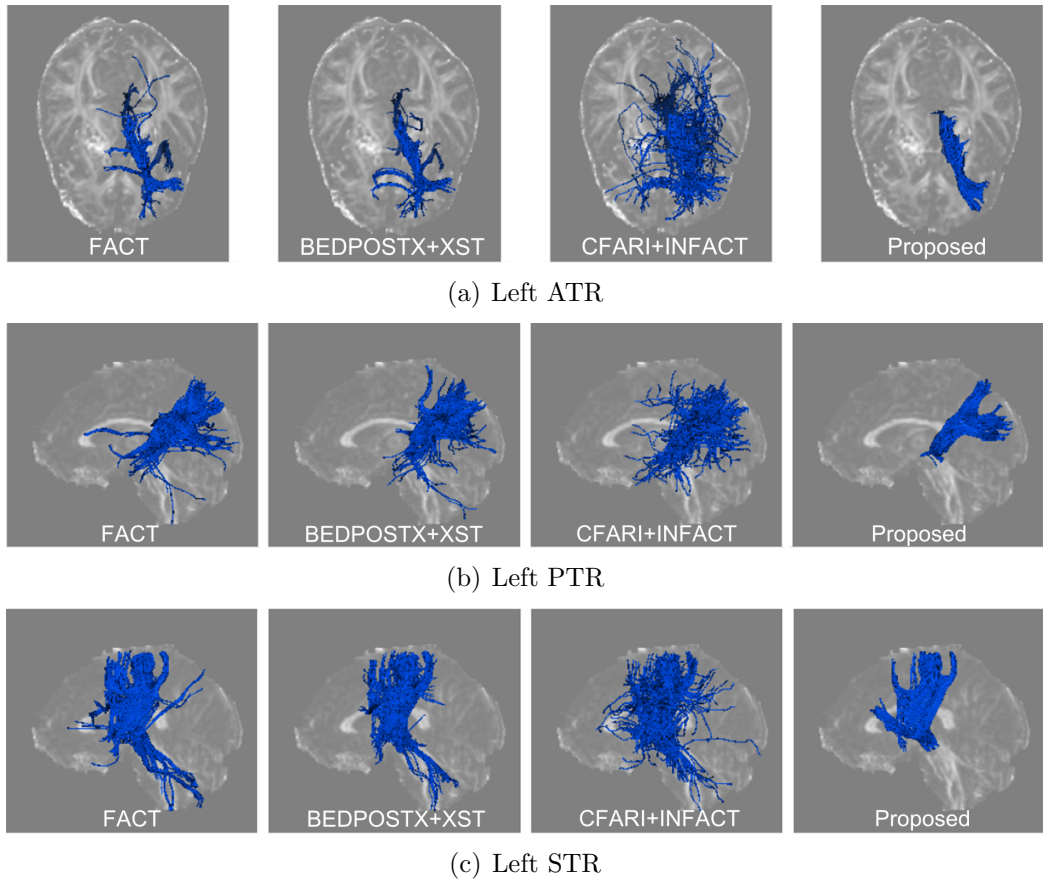 FACT BEDPOSTX+XST CFARI+INFACT Proposed
(a) Left ATR
FACT BEDPOSTX+XST CFARI+INFACT Proposed
(b) Left PTR
FACT BEDPOSTX+XST CFARI+INFACT Proposed
(c) Left STR